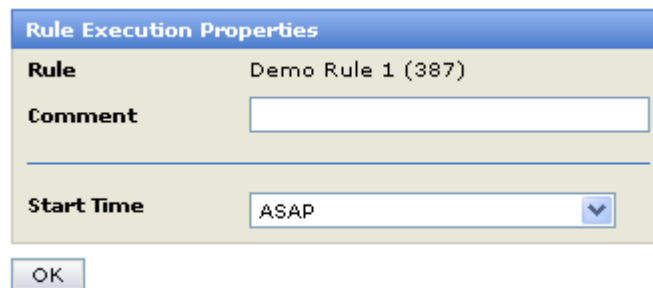 Rule Execution Properties
Rule Demo Rule 1 (387)
Comment
Start Time ASAP
OK